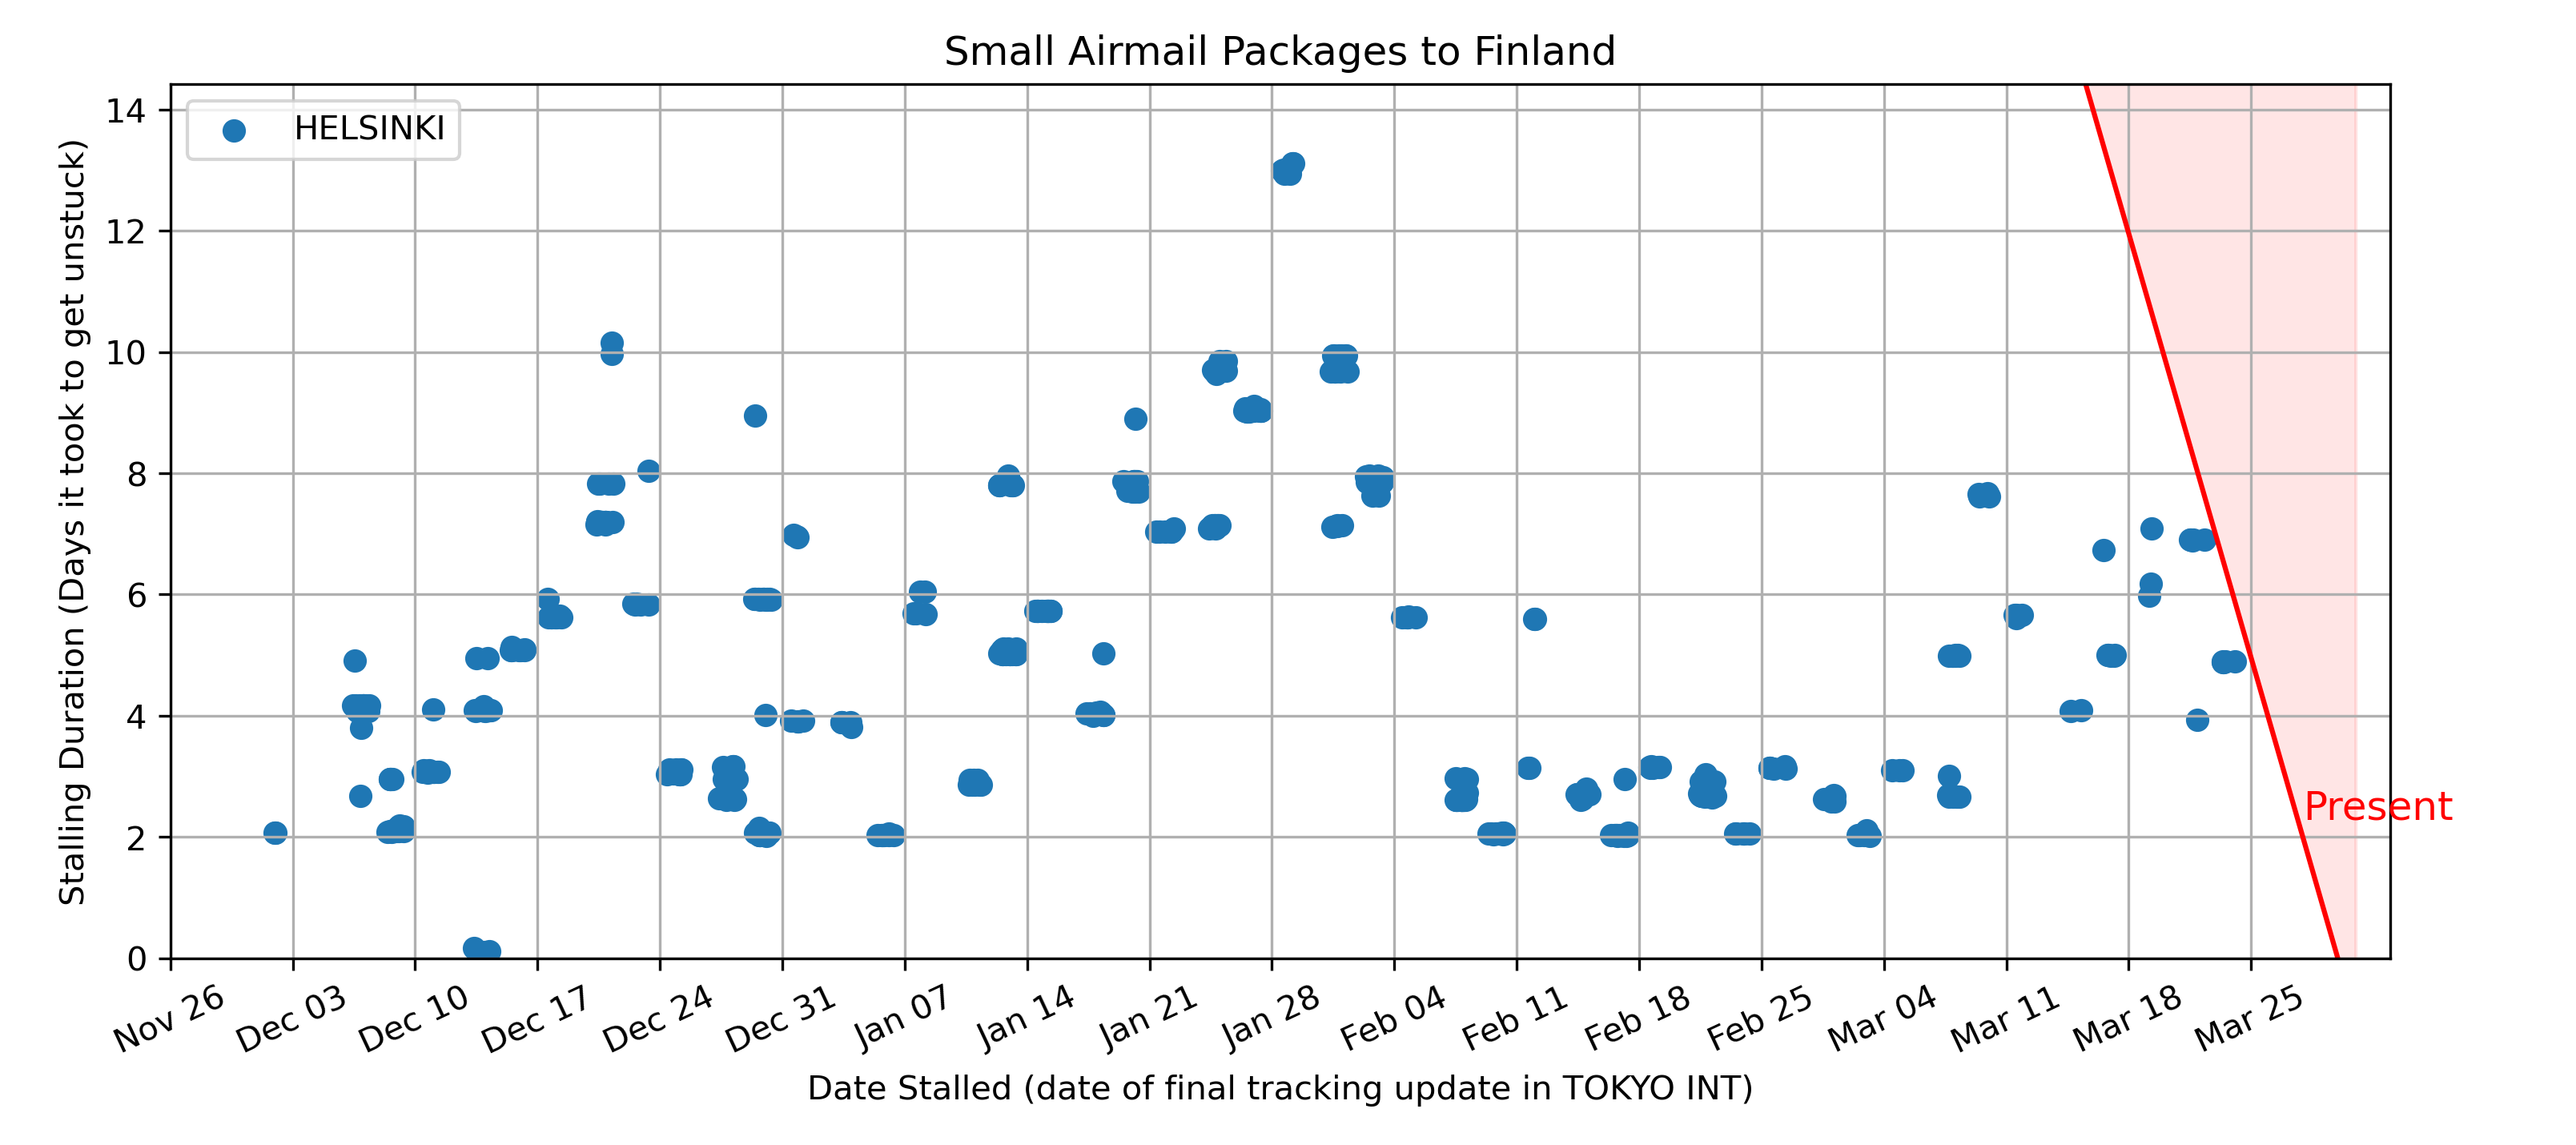 Small Airmail Packages to Finland
HELSINKI
Stalling Duration (Days it took to get unstuck)
14
12
10
8
6
4
2
0
Present
Nov 26
Dec 03
Dec 10
Dec 17
Dec 24
Dec 31
Jan 07
Jan 14
Jan 21
Jan 28
Feb 04
Feb 11
Feb 18
Feb 25
Mar 04
Mar 11
Mar 18
Mar 25
Date Stalled (date of final tracking update in TOKYO INT)